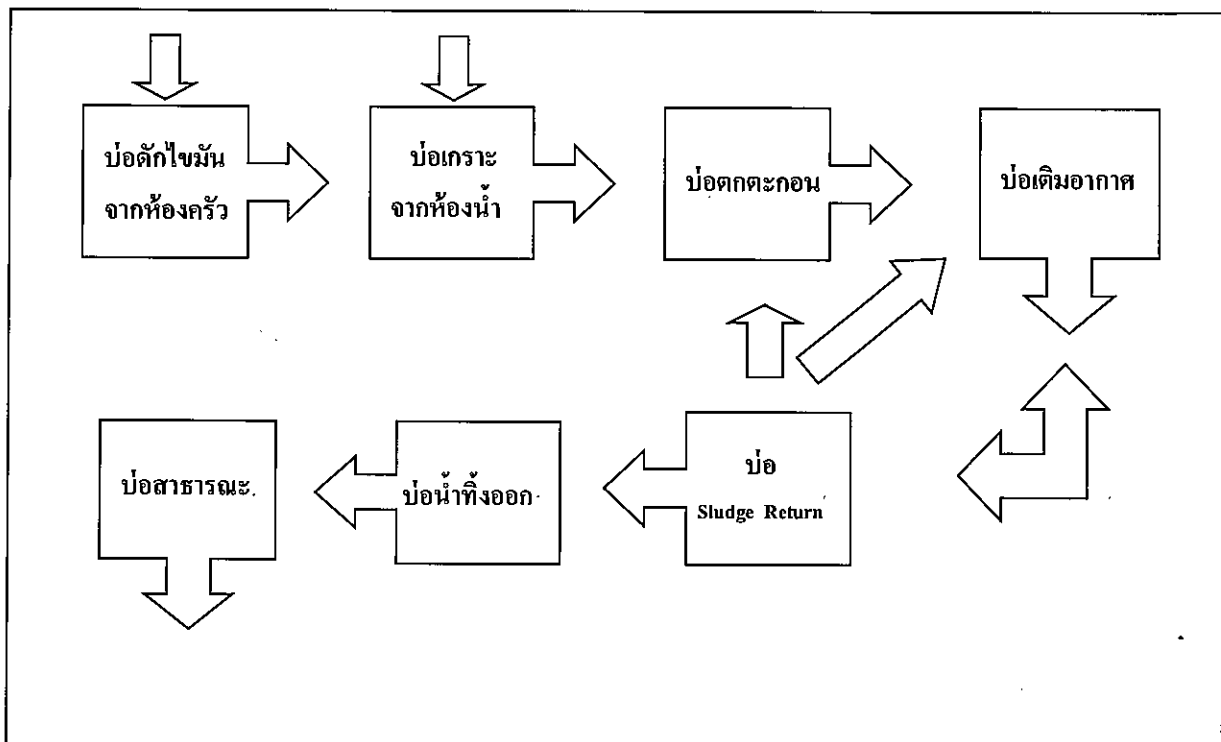 บ่อดักไขมัน
จากห้องครัว
บ่อเกราะ
จากห้องน้ำ
บ่อตกตะกอน
บ่อเติมอากาศ
บ่อสาธารณะ
บ่อน้ำทิ้งออก
บ่อ
Sludge Return